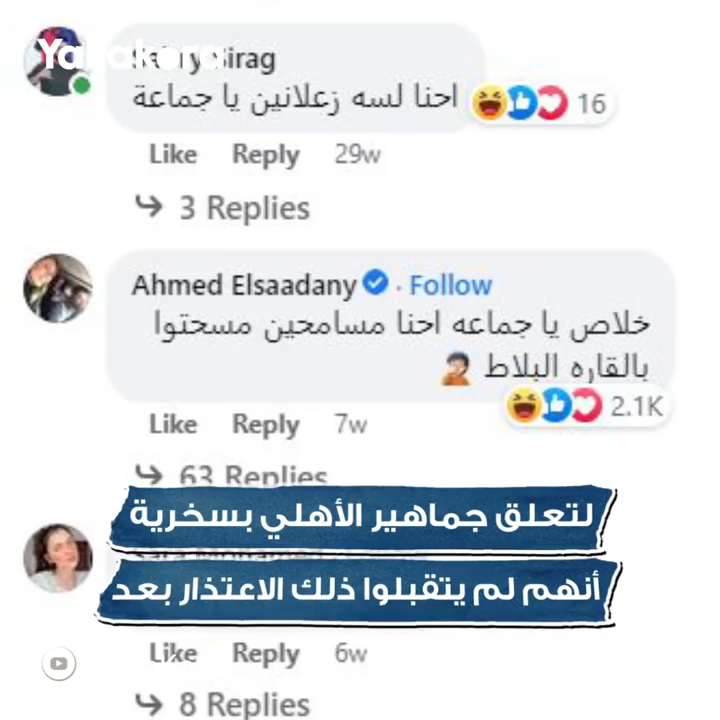 Yallakora
Sirag
احنا لسه زعلانين يا جماعة
16
Like Reply 29w
3 Replies
Ahmed Elsaadany · Follow
خلاص يا جماعه احنا مسامحين مسحتوا
بالقاره البلاط 🤦
2.1K
Like Reply 7w
63 Replies
لتعلق جماهير الأهلي بسخرية
أنهم لم يتقبلوا ذلك الاعتذار بعد
Like Reply 6w
8 Replies